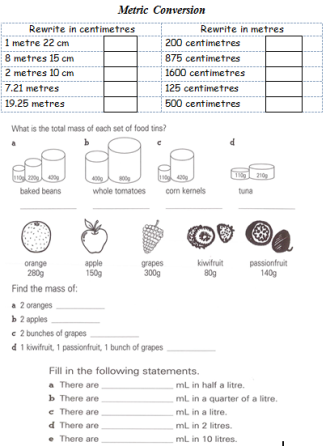 Metric Conversion
Rewrite in centimetres Rewrite in metres
1 metre 22 cm 200 centimetres
8 metres 15 cm 875 centimetres
2 metres 10 cm 1600 centimetres
7.21 metres 125 centimetres
19.25 metres 500 centimetres
What is the total mass of each set of food tins?
a b c d
110g 220g 420g 400g 800g 110g 420g 110g 210g
baked beans whole tomatoes corn kernels tuna
orange apple grapes kiwifruit passionfruit
280g 150g 300g 80g 140g
Find the mass of:
a 2 oranges
b 2 apples
c 2 bunches of grapes
d 1 kiwifruit, 1 passionfruit, 1 bunch of grapes
Fill in the following statements.
a There are mL in half a litre.
b There are mL in a quarter of a litre.
c There are mL in a litre.
d There are mL in 2 litres.
e There are mL in 10 litres.